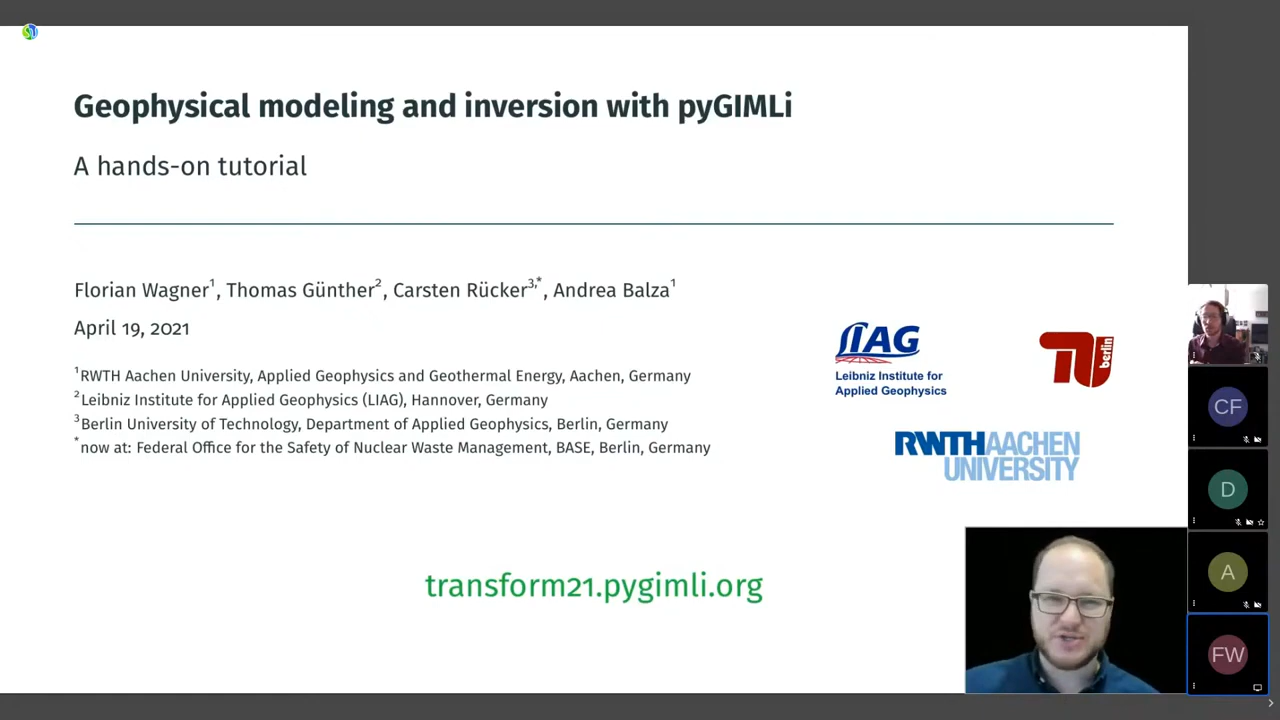 Geophysical modeling and inversion with pyGIMLi
A hands-on tutorial
Florian Wagner¹, Thomas Günther², Carsten Rücker³,*, Andrea Balza¹
April 19, 2021
¹RWTH Aachen University, Applied Geophysics and Geothermal Energy, Aachen, Germany
²Leibniz Institute for Applied Geophysics (LIAG), Hannover, Germany
³Berlin University of Technology, Department of Applied Geophysics, Berlin, Germany
*now at: Federal Office for the Safety of Nuclear Waste Management, BASE, Berlin, Germany
LIAG
Leibniz Institute for
Applied Geophysics
TU berlin
RWTH AACHEN
UNIVERSITY
transform21.pygimli.org
CF
D
A
FW